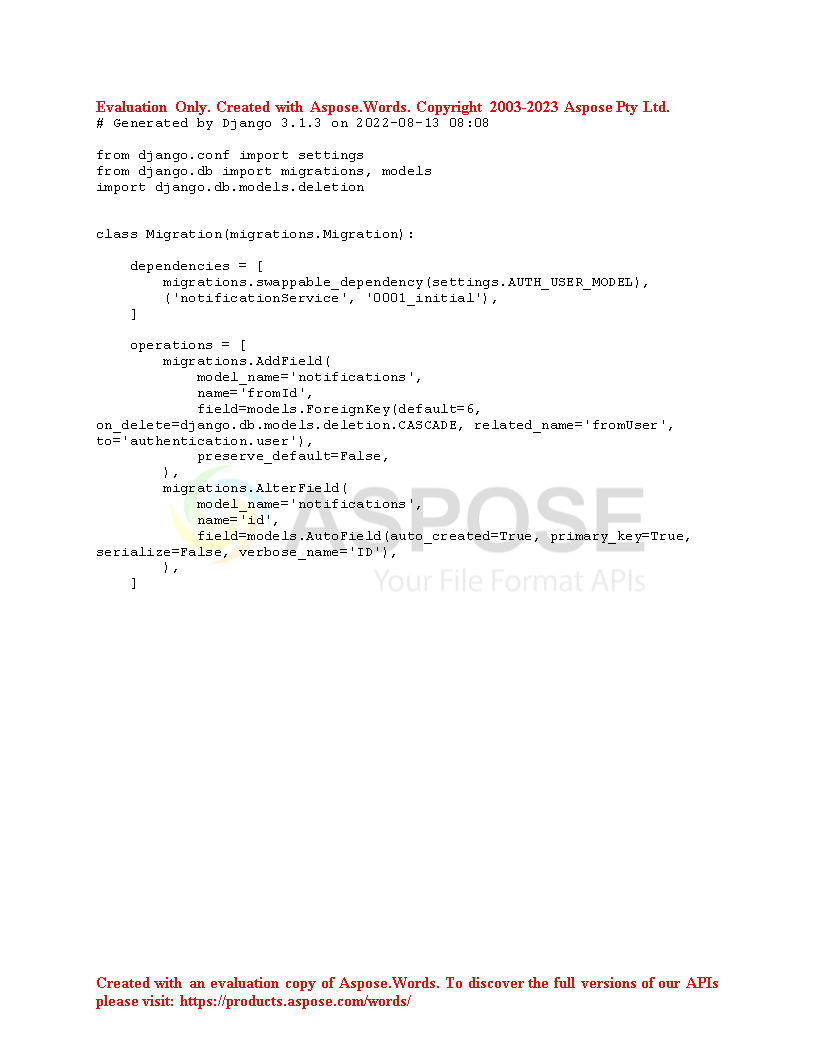 Evaluation Only. Created with Aspose.Words. Copyright 2003-2023 Aspose Pty Ltd.
# Generated by Django 3.1.3 on 2022-08-13 08:08

from django.conf import settings
from django.db import migrations, models
import django.db.models.deletion


class Migration(migrations.Migration):

    dependencies = [
        migrations.swappable_dependency(settings.AUTH_USER_MODEL),
        ('notificationService', '0001_initial'),
    ]

    operations = [
        migrations.AddField(
            model_name='notifications',
            name='fromId',
            field=models.ForeignKey(default=6,
on_delete=django.db.models.deletion.CASCADE, related_name='fromUser',
to='authentication.user'),
            preserve_default=False,
        ),
        migrations.AlterField(
            model_name='notifications',
            name='id',
            field=models.AutoField(auto_created=True, primary_key=True,
serialize=False, verbose_name='ID'),
        ),
    ]
ASPOSE
Your File Format APIs
Created with an evaluation copy of Aspose.Words. To discover the full versions of our APIs
please visit: https://products.aspose.com/words/